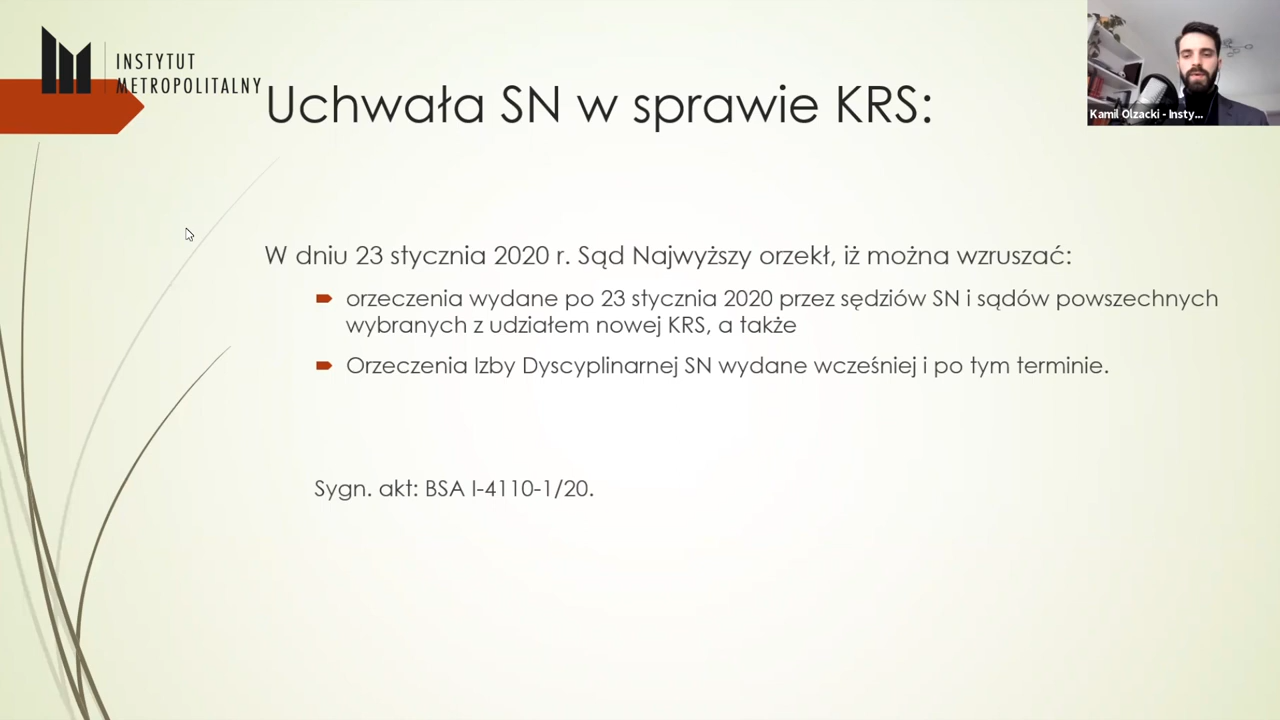 INSTYTUT
METROPOLITALNY
Uchwała SN w sprawie KRS:
Kamil Olzacki - Insty...
W dniu 23 stycznia 2020 r. Sąd Najwyższy orzekł, iż można wzruszać:
orzeczenia wydane po 23 stycznia 2020 przez sędziów SN i sądów powszechnych
wybranych z udziałem nowej KRS, a także
Orzeczenia Izby Dyscyplinarnej SN wydane wcześniej i po tym terminie.
Sygn. akt: BSA I-4110-1/20.